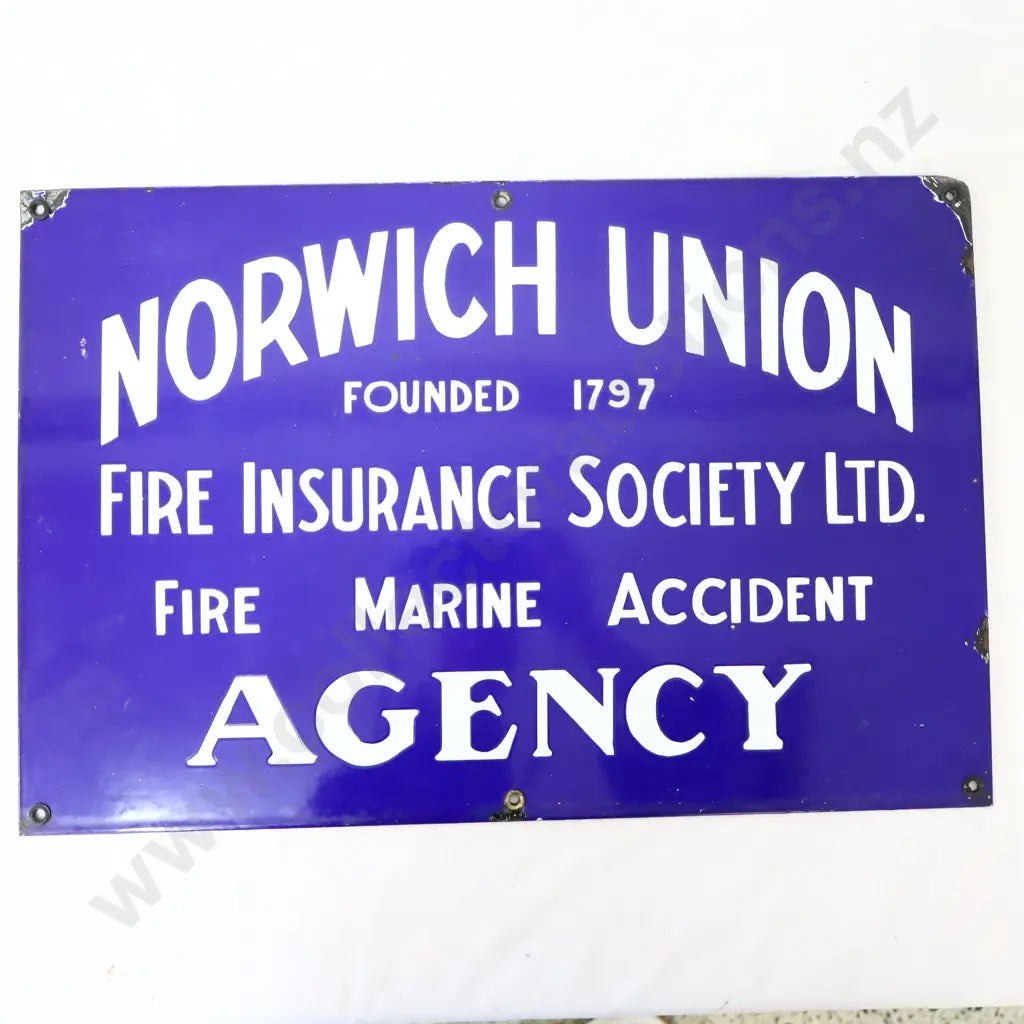 NORWICH UNION
FOUNDED 1797
FIRE INSURANCE SOCIETY LTD.
FIRE MARINE ACCIDENT
AGENCY